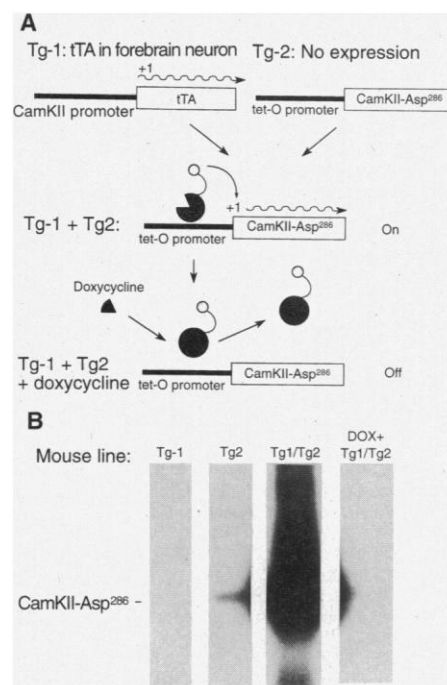 A
Tg-1: tTA in forebrain neuron
Tg-2: No expression
+1
tTA
CamKII promoter
CamKII-Asp286
tet-O promoter
+1
CamKII-Asp286
Tg-1 + Tg2:
tet-O promoter
On
Doxycycline
Tg-1 + Tg2
+ doxycycline
CamKII-Asp286
tet-O promoter
Off
B
Mouse line:
Tg-1
Tg2
Tg1/Tg2
DOX+
Tg1/Tg2
CamKII-Asp286 -